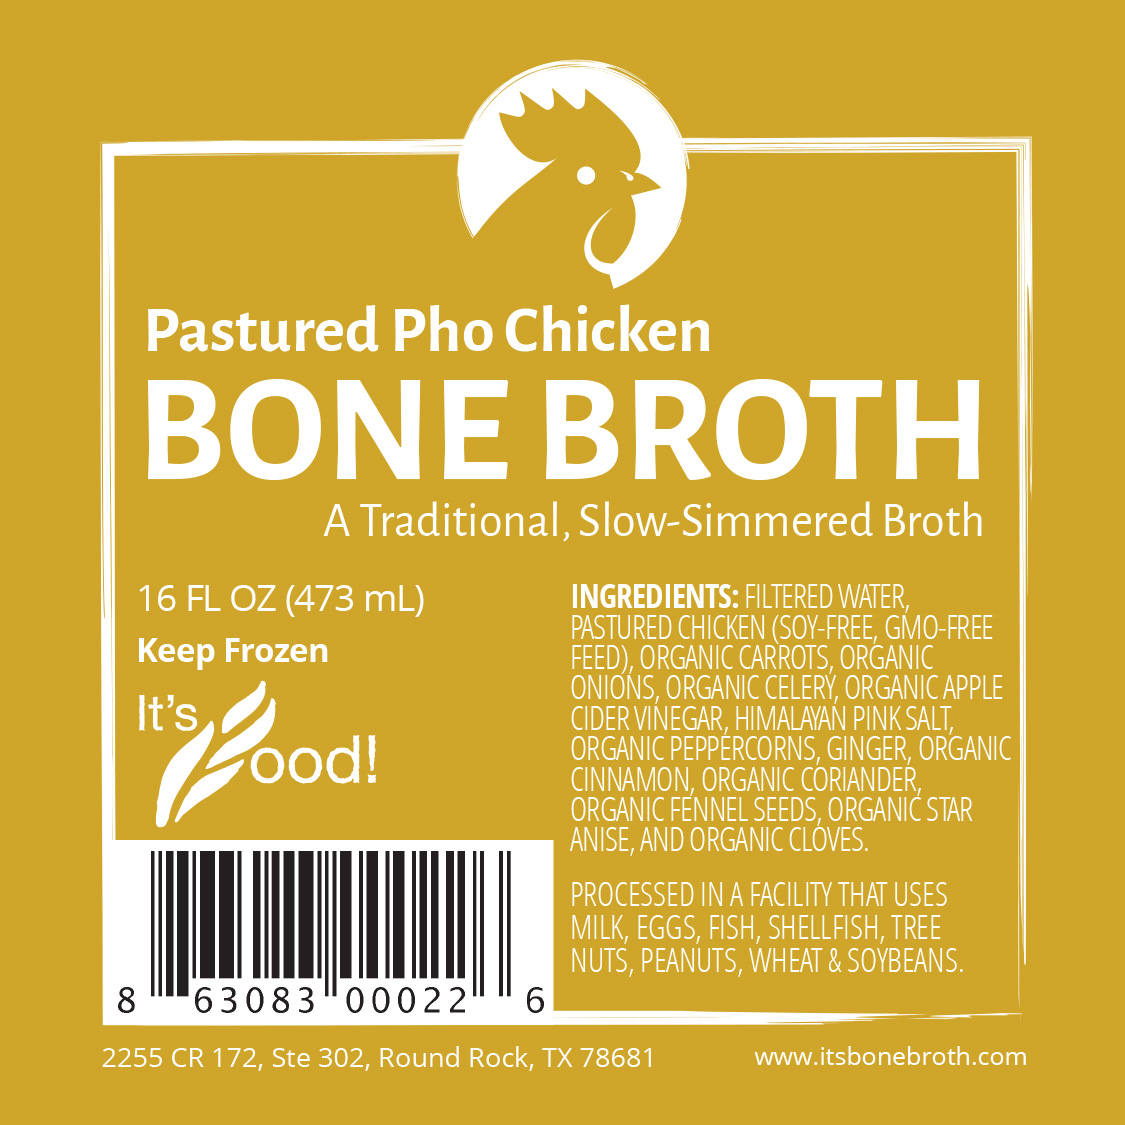 Pastured Pho Chicken
BONE BROTH
A Traditional, Slow-Simmered Broth
16 FL OZ (473 mL)
Keep Frozen
It's
Food!
INGREDIENTS: FILTERED WATER,
PASTURED CHICKEN (SOY-FREE, GMO-FREE
FEED), ORGANIC CARROTS, ORGANIC
ONIONS, ORGANIC CELERY, ORGANIC APPLE
CIDER VINEGAR, HIMALAYAN PINK SALT,
ORGANIC PEPPERCORNS, GINGER, ORGANIC
CINNAMON, ORGANIC CORIANDER,
ORGANIC FENNEL SEEDS, ORGANIC STAR
ANISE, AND ORGANIC CLOVES.
PROCESSED IN A FACILITY THAT USES
MILK, EGGS, FISH, SHELLFISH, TREE
NUTS, PEANUTS, WHEAT & SOYBEANS.
8 63083 00022 6
2255 CR 172, Ste 302, Round Rock, TX 78681
www.itsbonebroth.com